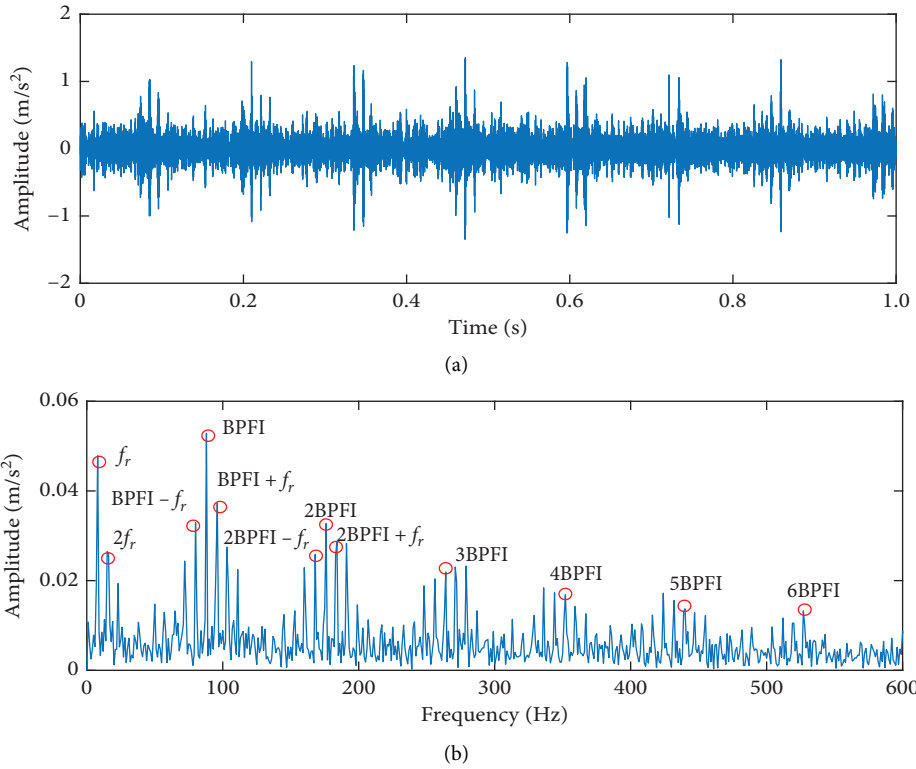 2
1
0
−1
−2
Amplitude (m/s²)
0 0.2 0.4 0.6 0.8 1.0
Time (s)
(a)
0.06
0.04
0.02
0
Amplitude (m/s²)
BPFI
fr
BPFI + fr
BPFI – fr
2BPFI
2fr
2BPFI – fr
2BPFI + fr
3BPFI
4BPFI
5BPFI
6BPFI
0 100 200 300 400 500 600
Frequency (Hz)
(b)